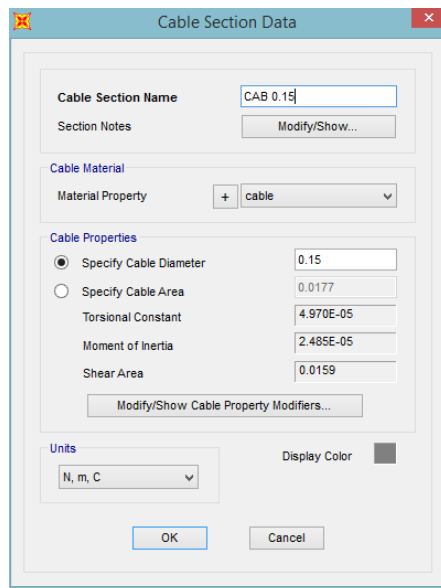 Cable Section Data
Cable Section Name CAB 0.15
Section Notes Modify/Show...
Cable Material
Material Property + cable
Cable Properties
Specify Cable Diameter 0.15
Specify Cable Area 0.0177
Torsional Constant 4.970E-05
Moment of Inertia 2.485E-05
Shear Area 0.0159
Modify/Show Cable Property Modifiers...
Units
N, m, C
Display Color
OK Cancel